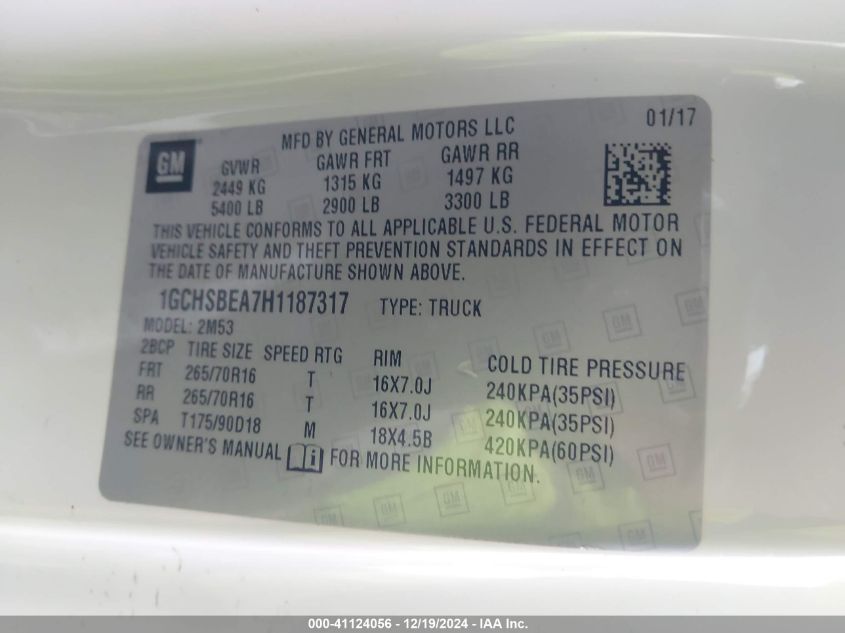 GM
MFD BY GENERAL MOTORS LLC
01/17
GVWR GAWR FRT GAWR RR
2449 KG 1315 KG 1497 KG
5400 LB 2900 LB 3300 LB
THIS VEHICLE CONFORMS TO ALL APPLICABLE U.S. FEDERAL MOTOR
VEHICLE SAFETY AND THEFT PREVENTION STANDARDS IN EFFECT ON
THE DATE OF MANUFACTURE SHOWN ABOVE.
1GCHSBEA7H1187317 TYPE: TRUCK
MODEL: 2M53
2BCP TIRE SIZE SPEED RTG RIM COLD TIRE PRESSURE
FRT 265/70R16 T 16X7.0J 240KPA(35PSI)
RR 265/70R16 T 16X7.0J 240KPA(35PSI)
SPA T175/90D18 M 18X4.5B 420KPA(60PSI)
SEE OWNER'S MANUAL FOR MORE INFORMATION.
000-41124056 - 12/19/2024 - IAA Inc.